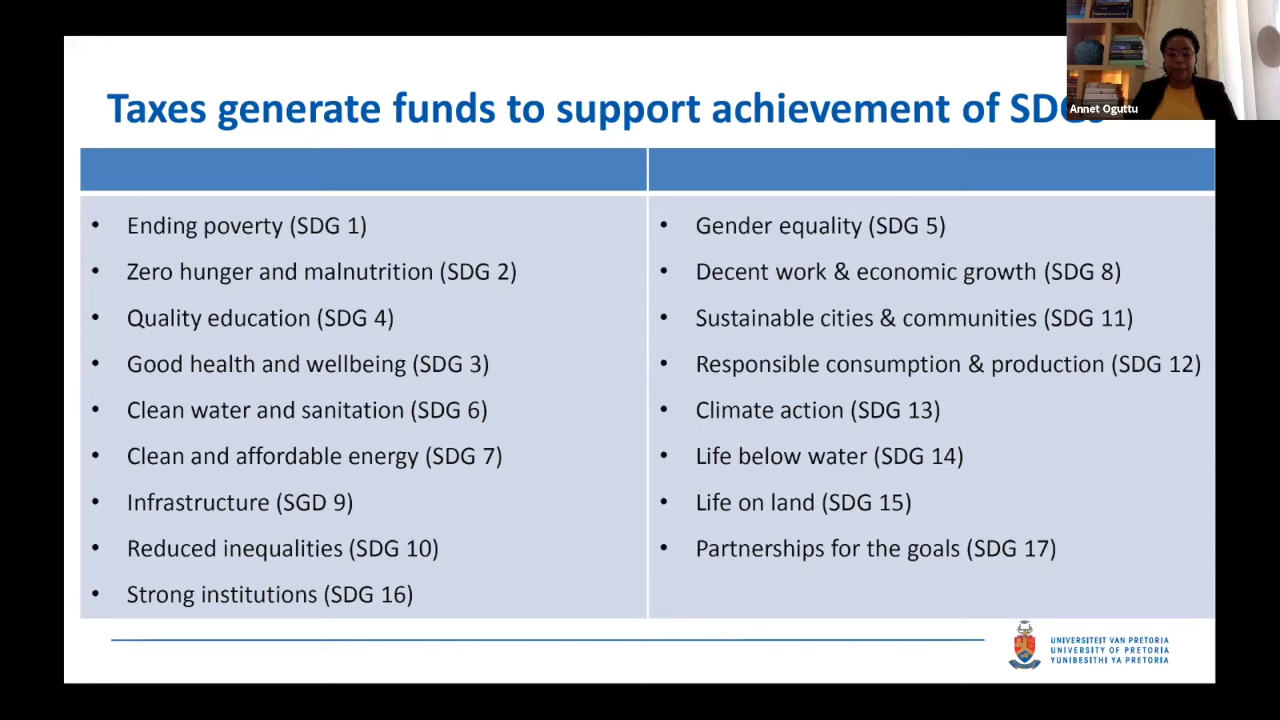 Taxes generate funds to support achievement of SDGs
Annet Oguttu
• Ending poverty (SDG 1)
• Zero hunger and malnutrition (SDG 2)
• Quality education (SDG 4)
• Good health and wellbeing (SDG 3)
• Clean water and sanitation (SDG 6)
• Clean and affordable energy (SDG 7)
• Infrastructure (SGD 9)
• Reduced inequalities (SDG 10)
• Strong institutions (SDG 16)
• Gender equality (SDG 5)
• Decent work & economic growth (SDG 8)
• Sustainable cities & communities (SDG 11)
• Responsible consumption & production (SDG 12)
• Climate action (SDG 13)
• Life below water (SDG 14)
• Life on land (SDG 15)
• Partnerships for the goals (SDG 17)
UNIVERSITEIT VAN PRETORIA
UNIVERSITY OF PRETORIA
YUNIBESITHI YA PRETORIA